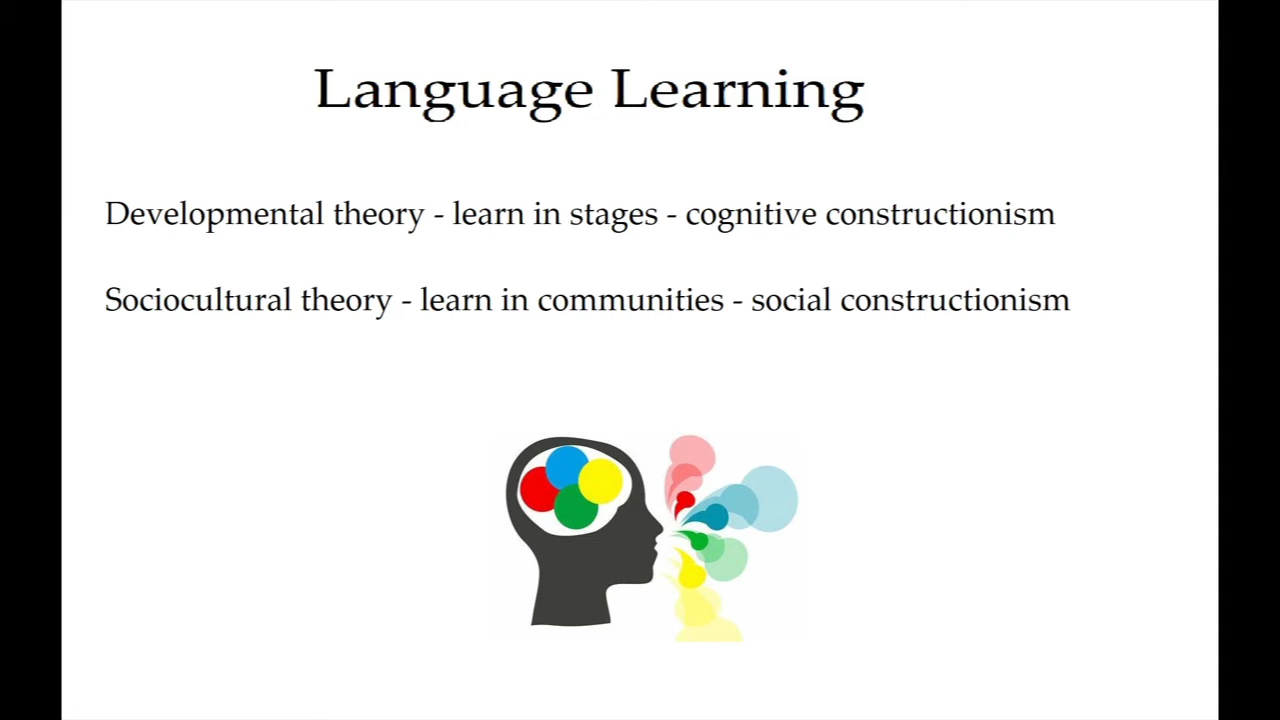 Language Learning
Developmental theory - learn in stages - cognitive constructionism
Sociocultural theory - learn in communities - social constructionism